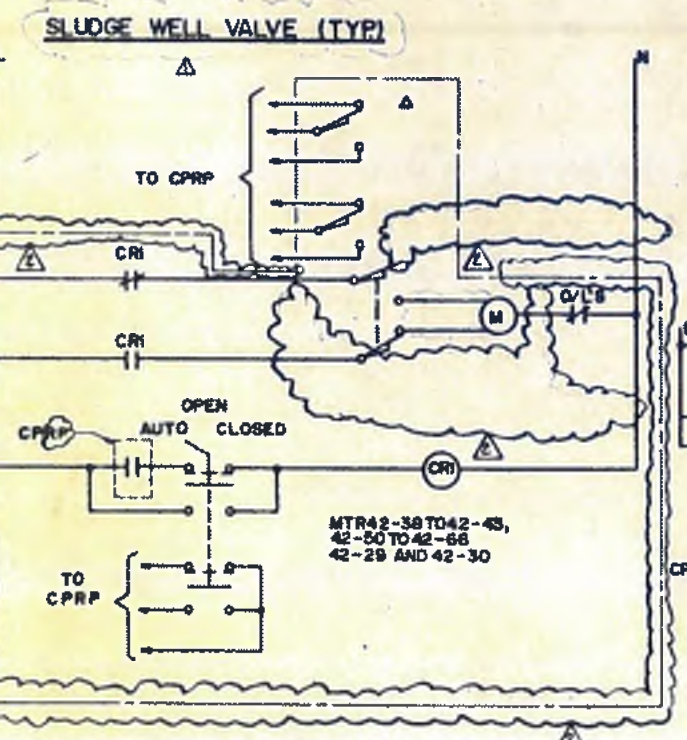 SLUDGE WELL VALVE (TYP)
N
TO CPRP
CR1
E
E
O/L'S
M
CR1
OPEN
CPRP AUTO CLOSED
E
CR1
MTR42-38 TO 42-45,
42-50 TO 42-66
42-29 AND 42-30
TO
CPRP